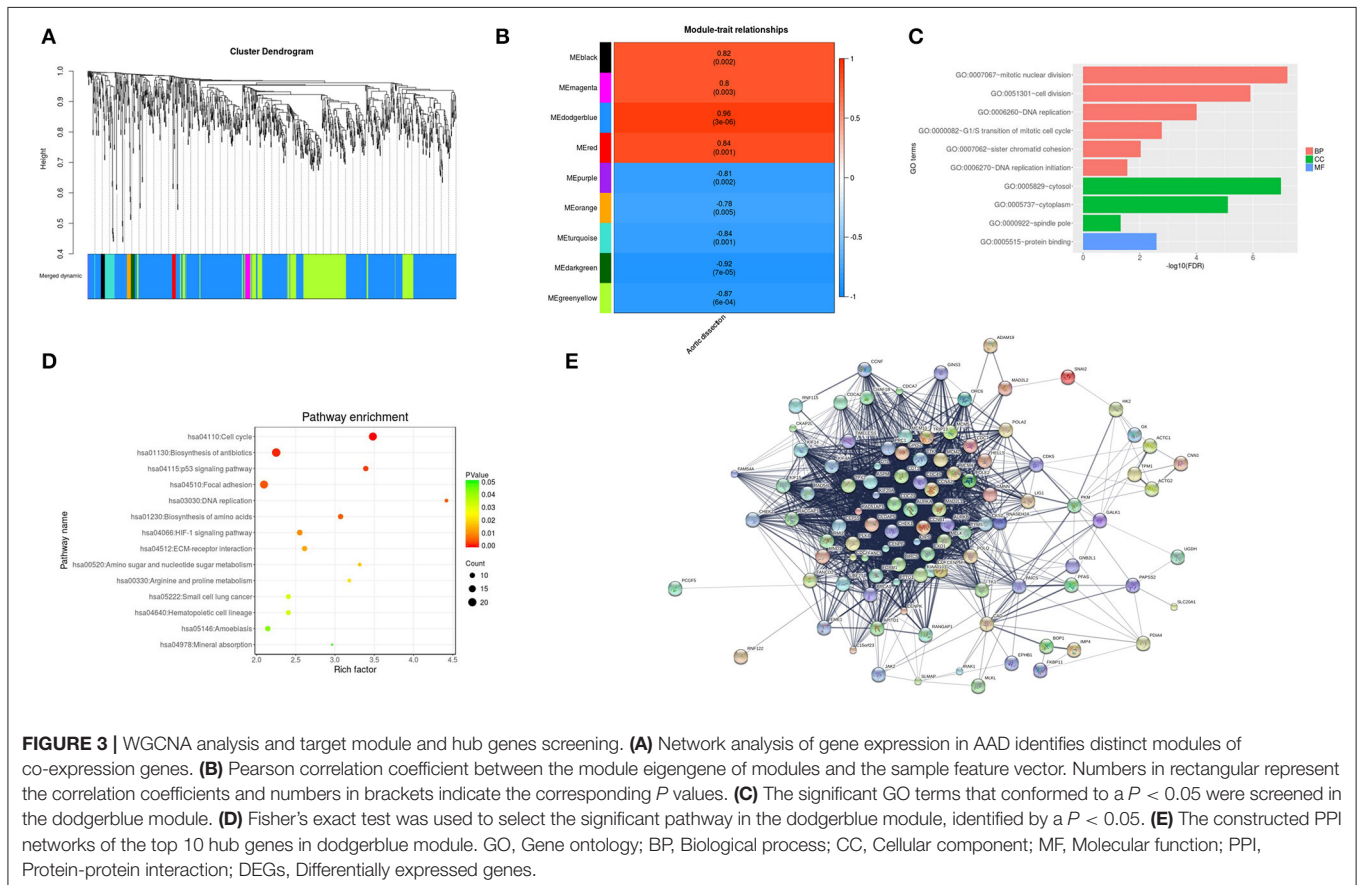 A
Cluster Dendrogram
Height
1.0
0.9
0.8
0.7
0.6
0.5
0.4
Merged dynamic
B
Module-trait relationships
MEblack
0.82
(0.002)
MEmagenta
0.8
(0.003)
MEdodgerblue
0.96
(3e-06)
MEred
0.84
(0.001)
MEpurple
-0.81
(0.002)
MEorange
-0.78
(0.005)
MEturquoise
-0.84
(0.001)
MEdarkgreen
-0.92
(7e-05)
MEgreenyellow
-0.87
(6e-04)
Aortic dissection
1
0.5
0
-0.5
-1
C
GO terms
GO:0007067~mitotic nuclear division
GO:0051301~cell division
GO:0006260~DNA replication
GO:0000082~G1/S transition of mitotic cell cycle
GO:0007062~sister chromatid cohesion
GO:0006270~DNA replication initiation
GO:0005829~cytosol
GO:0005737~cytoplasm
GO:0000922~spindle pole
GO:0005515~protein binding
0 2 4 6
-log10(FDR)
BP
CC
MF
D
Pathway enrichment
Pathway name
hsa04110:Cell cycle
hsa01130:Biosynthesis of antibiotics
hsa04115:p53 signaling pathway
hsa04510:Focal adhesion
hsa03030:DNA replication
hsa01230:Biosynthesis of amino acids
hsa04066:HIF-1 signaling pathway
hsa04512:ECM-receptor interaction
hsa00520:Amino sugar and nucleotide sugar metabolism
hsa00330:Arginine and proline metabolism
hsa05222:Small cell lung cancer
hsa04640:Hematopoietic cell lineage
hsa05146:Amoebiasis
hsa04978:Mineral absorption
2.0 2.5 3.0 3.5 4.0 4.5
Rich factor
PValue
0.05
0.04
0.03
0.02
0.01
0.00
Count
10
15
20
E
ADAM19
SNAI2
CCNF
GINS3
MAD2L2
CDCA7
ORC6
HK2
RNF115
CDCA2
CHAF1B
CKAP2L
POLA2
ACTC1
CNN2
TPM1
ACTG2
FAM54A
HELLS
CDK5
LIG1
PKM
GALK1
RNASEH2A
GNB2L1
UGDH
PCGF5
POLQ
PAICS
PFAS
PAPSS2
SLC20A1
CENPK
RANGAP1
CAD
PDIA4
C15orf23
BOP1
IMP4
RNF122
JAK2
IRAK1
EPHB1
FKBP11
SLMAP
MLKL
FIGURE 3 | WGCNA analysis and target module and hub genes screening. (A) Network analysis of gene expression in AAD identifies distinct modules of
co-expression genes. (B) Pearson correlation coefficient between the module eigengene of modules and the sample feature vector. Numbers in rectangular represent
the correlation coefficients and numbers in brackets indicate the corresponding P values. (C) The significant GO terms that conformed to a P < 0.05 were screened in
the dodgerblue module. (D) Fisher's exact test was used to select the significant pathway in the dodgerblue module, identified by a P < 0.05. (E) The constructed PPI
networks of the top 10 hub genes in dodgerblue module. GO, Gene ontology; BP, Biological process; CC, Cellular component; MF, Molecular function; PPI,
Protein-protein interaction; DEGs, Differentially expressed genes.